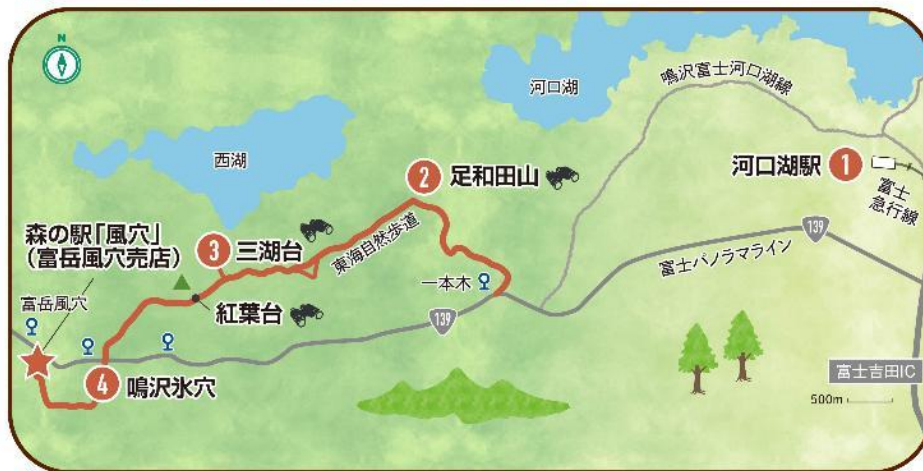 N
河口湖
鳴沢富士河口湖線
西湖
2 足和田山
河口湖駅 1
富士
急行線
森の駅「風穴」
(富岳風穴売店)
3 三湖台
東海自然歩道
139
富士パノラマライン
富岳風穴
一本木
紅葉台
139
4 鳴沢氷穴
富士吉田IC
500m